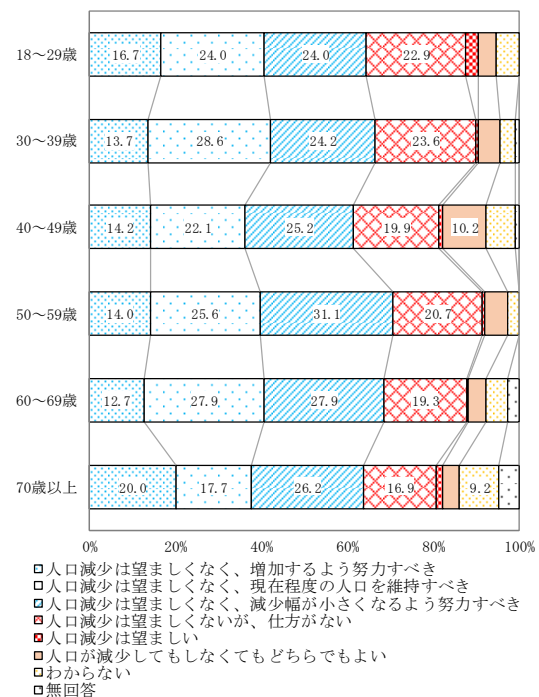 18～29歳 16.7 24.0 24.0 22.9
30～39歳 13.7 28.6 24.2 23.6
40～49歳 14.2 22.1 25.2 19.9 10.2
50～59歳 14.0 25.6 31.1 20.7
60～69歳 12.7 27.9 27.9 19.3
70歳以上 20.0 17.7 26.2 16.9 9.2
0% 20% 40% 60% 80% 100%
人口減少は望ましくなく、増加するよう努力すべき
人口減少は望ましくなく、現在程度の人口を維持すべき
人口減少は望ましくなく、減少幅が小さくなるよう努力すべき
人口減少は望ましくないが、仕方がない
人口減少は望ましい
人口が減少してもしなくてもどちらでもよい
わからない
無回答